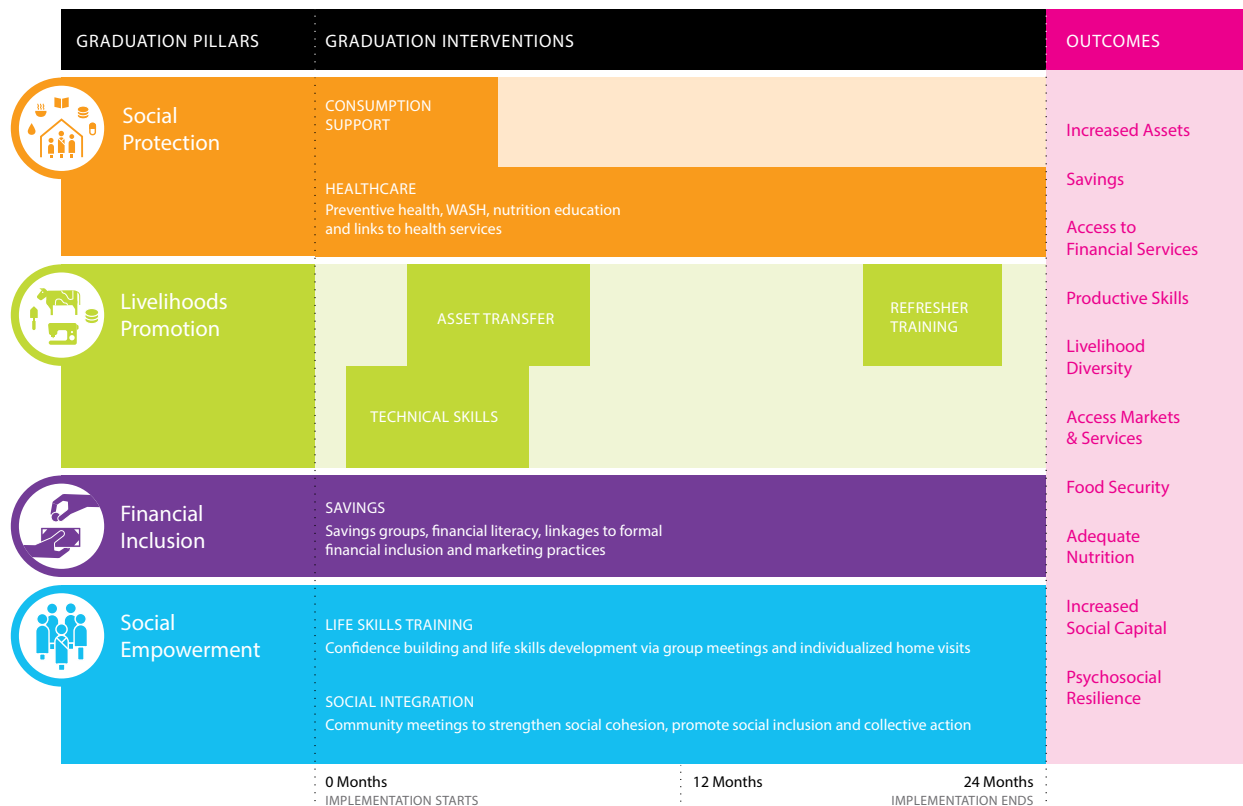 GRADUATION PILLARS
GRADUATION INTERVENTIONS
OUTCOMES
Social
Protection
CONSUMPTION
SUPPORT
HEALTHCARE
Preventive health, WASH, nutrition education
and links to health services
Livelihoods
Promotion
ASSET TRANSFER
REFRESHER
TRAINING
TECHNICAL SKILLS
Financial
Inclusion
SAVINGS
Savings groups, financial literacy, linkages to formal
financial inclusion and marketing practices
Social
Empowerment
LIFE SKILLS TRAINING
Confidence building and life skills development via group meetings and individualized home visits
SOCIAL INTEGRATION
Community meetings to strengthen social cohesion, promote social inclusion and collective action
Increased Assets
Savings
Access to
Financial Services
Productive Skills
Livelihood
Diversity
Access Markets
& Services
Food Security
Adequate
Nutrition
Increased
Social Capital
Psychosocial
Resilience
0 Months
IMPLEMENTATION STARTS
12 Months
24 Months
IMPLEMENTATION ENDS